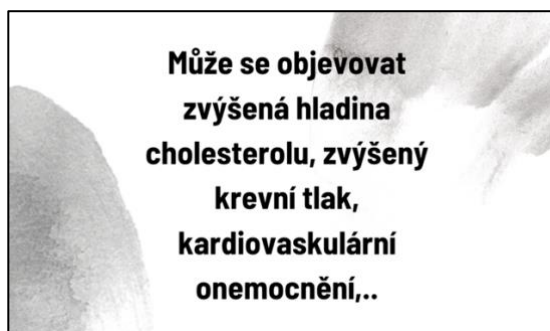 Může se objevovat
zvýšená hladina
cholesterolu, zvýšený
krevní tlak,
kardiovaskulární
onemocnění,..